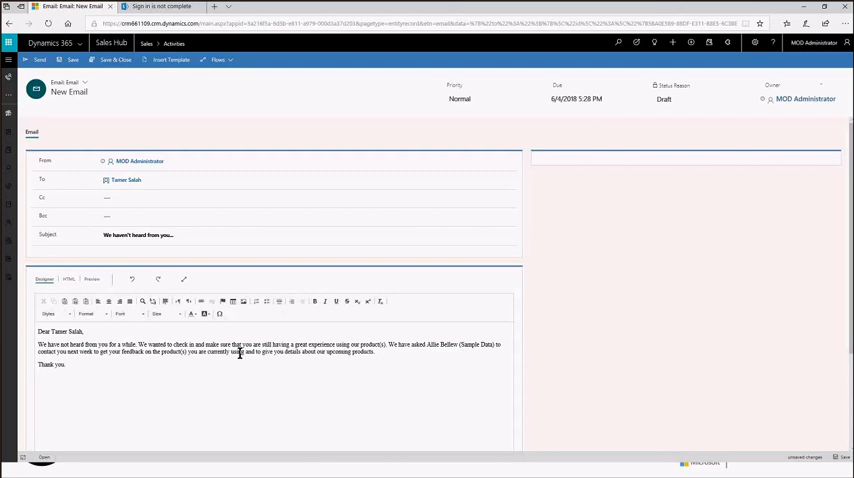 Email: Email: New Email
Sign in is not complete
Dynamics 365
Sales Hub
Sales
Activities
MOD Administrator
Send
Save
Save & Close
Insert Template
Flows
Email: Email
New Email
Priority
Normal
Due
6/4/2018 5:28 PM
Status Reason
Draft
Owner
MOD Administrator
Email
From
MOD Administrator
To
Tamer Salah
Cc
---
Bcc
---
Subject
We haven't heard from you...
Designer
HTML
Preview
Styles
Format
Font
Size
Dear Tamer Salah,
We have not heard from you for a while. We wanted to check in and make sure that you are still having a great experience using our product(s). We have asked Allie Bellew (Sample Data) to
contact you next week to get your feedback on the product(s) you are currently using and to give you details about our upcoming products.
Thank you.
Open
unsaved changes
Save
Microsoft